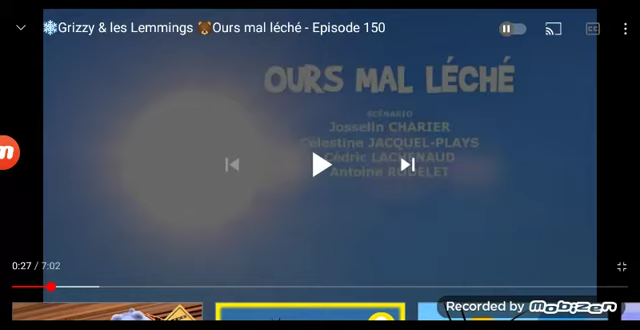 ❄️Grizzy & les Lemmings 🐻Ours mal léché - Episode 150
OURS MAL LÉCHÉ
SCÉNARIO
Josselin CHARIER
Célestine JACQUEL-PLAYS
Cédric LACHENAUD
Antoine RODELET
m
0:27 / 7:02
Recorded by Mobizen